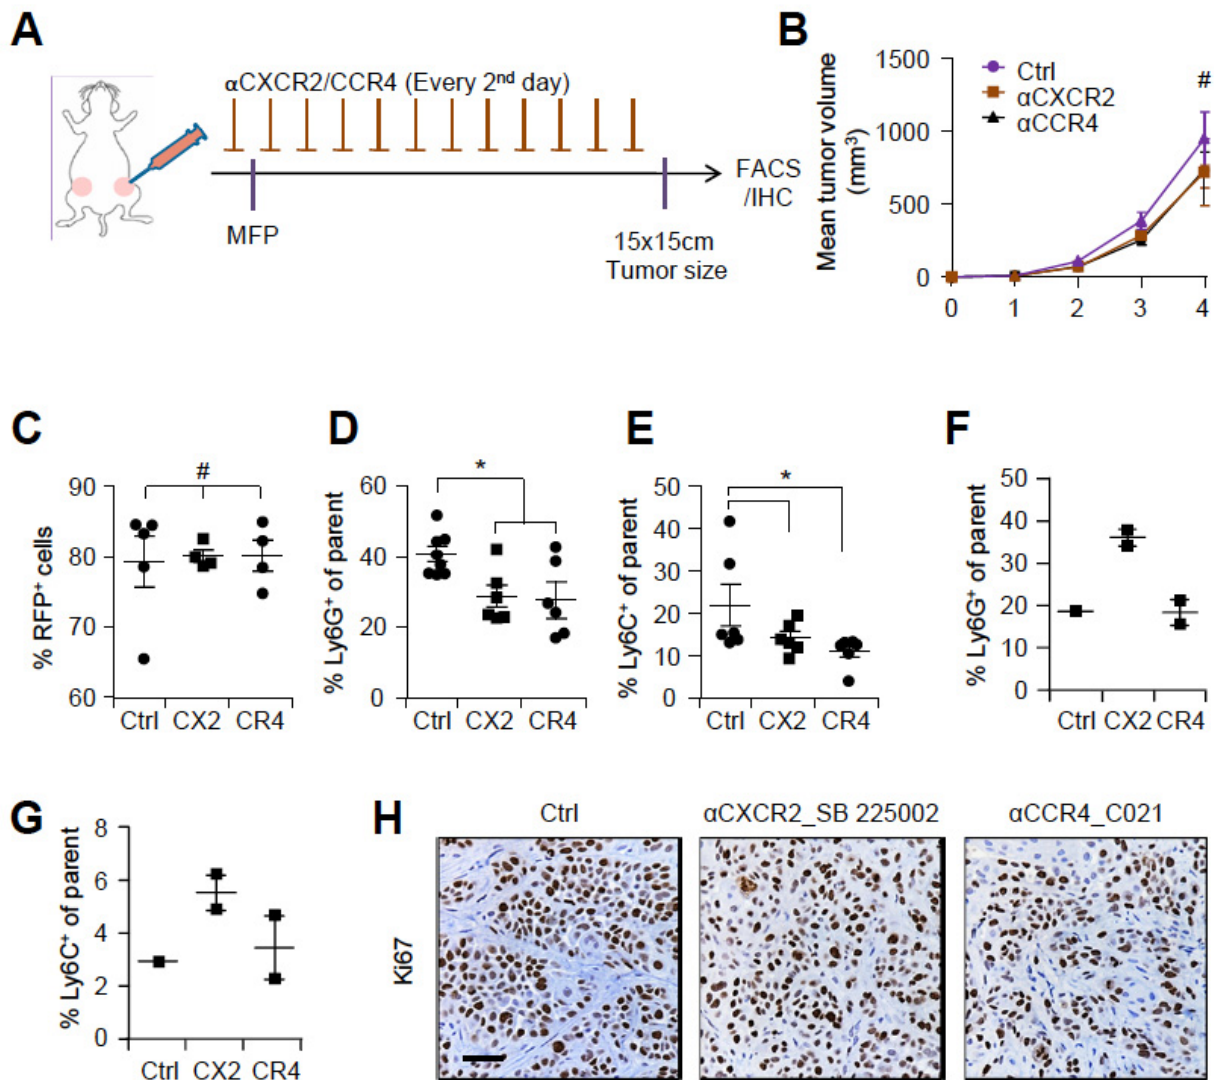 A
αCXCR2/CCR4 (Every 2nd day)
MFP
15x15cm
Tumor size
FACS
/IHC
B
Mean tumor volume
(mm3)
1500
1000
500
0
0 1 2 3 4
Ctrl
αCXCR2
αCCR4
#
C
% RFP+ cells
90
80
70
60
#
Ctrl CX2 CR4
D
% Ly6G+ of parent
60
40
20
0
*
Ctrl CX2 CR4
E
% Ly6C+ of parent
50
40
30
20
10
0
*
Ctrl CX2 CR4
F
% Ly6G+ of parent
50
40
30
20
10
0
Ctrl CX2 CR4
G
% Ly6C+ of parent
8
6
4
2
0
Ctrl CX2 CR4
H
Ctrl
αCXCR2_SB 225002
αCCR4_C021
Ki67